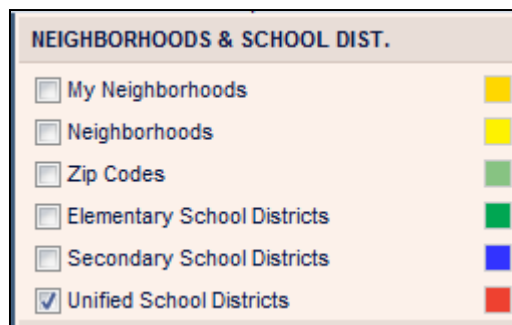 NEIGHBORHOODS & SCHOOL DIST.
My Neighborhoods
Neighborhoods
Zip Codes
Elementary School Districts
Secondary School Districts
Unified School Districts